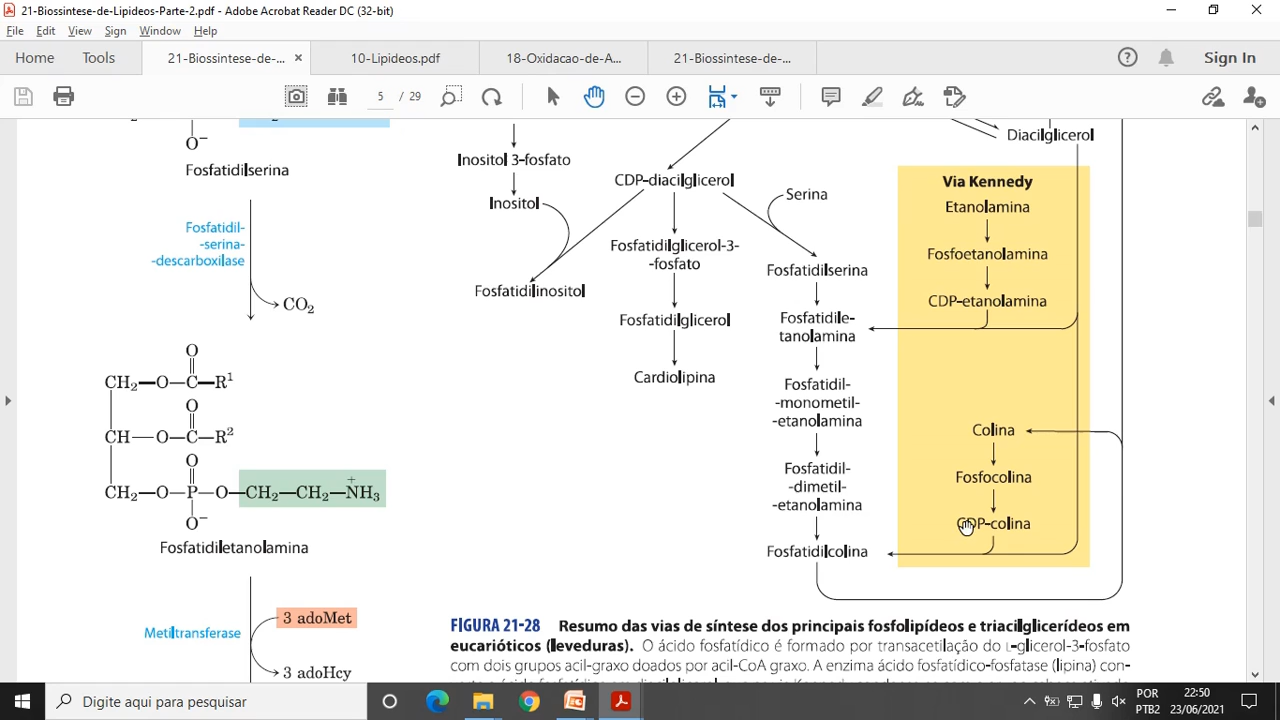 21-Biossintese-de-Lipideos-Parte-2.pdf - Adobe Acrobat Reader DC (32-bit)
File Edit View Sign Window Help
Home Tools 21-Biossintese-de-... × 10-Lipideos.pdf 18-Oxidacao-de-A... 21-Biossintese-de-... Sign In
5 / 29
O⁻
Fosfatidilserina
Fosfatidil-
-serina-
-descarboxilase
CO₂
O
CH₂—O—C—R¹
O
CH—O—C—R²
O
CH₂—O—P—O—CH₂—CH₂—N⁺H₃
O⁻
Fosfatidiletanolamina
Metiltransferase
3 adoMet
3 adoHcy
Inositol 3-fosfato
Inositol
Fosfatidilinositol
CDP-diacilglicerol
Fosfatidilglicerol-3-
-fosfato
Fosfatidilglicerol
Cardiolipina
Serina
Fosfatidilserina
Fosfatidile-
tanolamina
Fosfatidil-
-monometil-
-etanolamina
Fosfatidil-
-dimetil-
-etanolamina
Fosfatidilcolina
Diacilglicerol
Via Kennedy
Etanolamina
Fosfoetanolamina
CDP-etanolamina
Colina
Fosfocolina
CDP-colina
FIGURA 21-28 Resumo das vias de síntese dos principais fosfolipídeos e triacilglicerídeos em
eucarióticos (leveduras). O ácido fosfatídico é formado por transacetilação do L-glicerol-3-fosfato
com dois grupos acil-graxo doados por acil-CoA graxo. A enzima ácido fosfatídico-fosfatase (lipina) con-
Digite aqui para pesquisar
POR
PTB2
22:50
23/06/2021